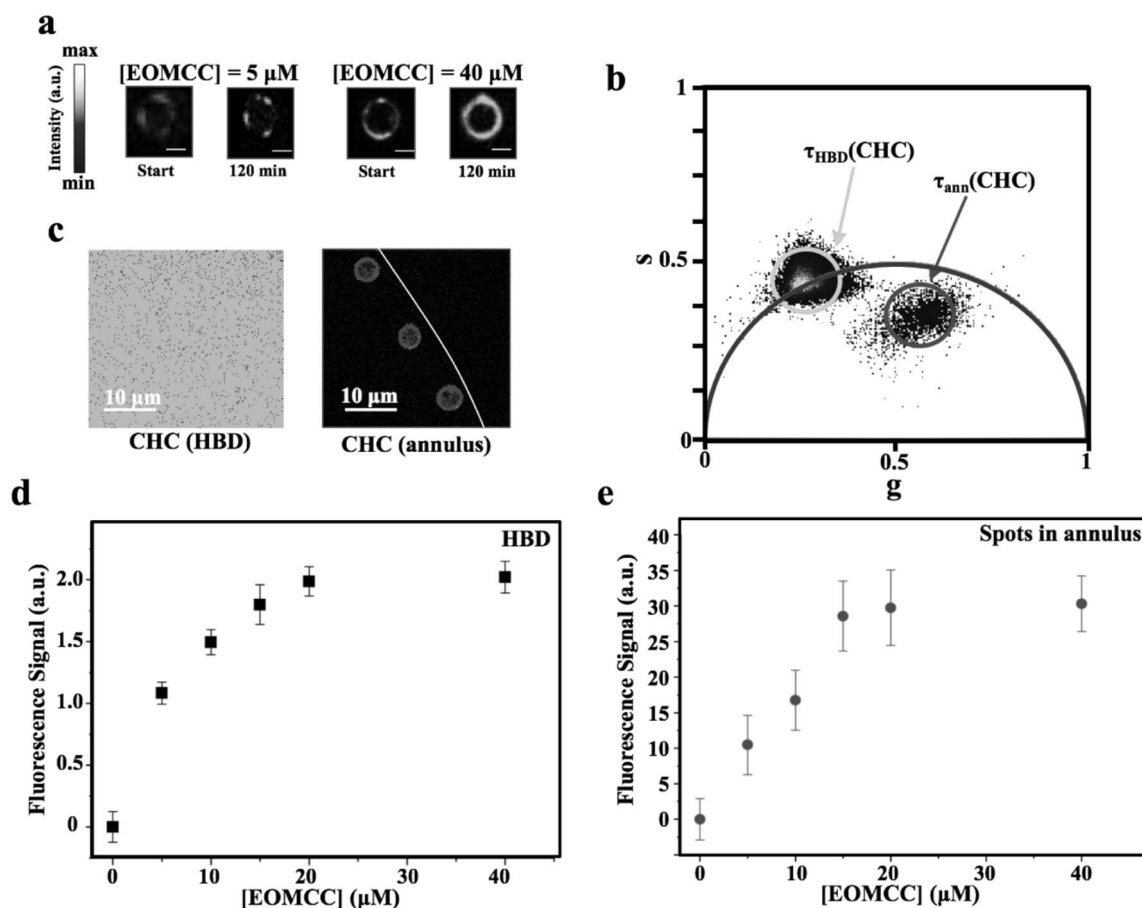 a
max
Intensity (a.u.)
min
[EOMCC] = 5 μM
[EOMCC] = 40 μM
Start
120 min
Start
120 min
b
1
0.5
0
s
τHBD(CHC)
τann(CHC)
0
0.5
1
g
c
10 μm
10 μm
CHC (HBD)
CHC (annulus)
d
HBD
Fluorescence Signal (a.u.)
2.0
1.5
1.0
0.5
0
0
10
20
30
40
[EOMCC] (μM)
e
Spots in annulus
Fluorescence Signal (a.u.)
40
35
30
25
20
15
10
5
0
0
10
20
30
40
[EOMCC] (μM)